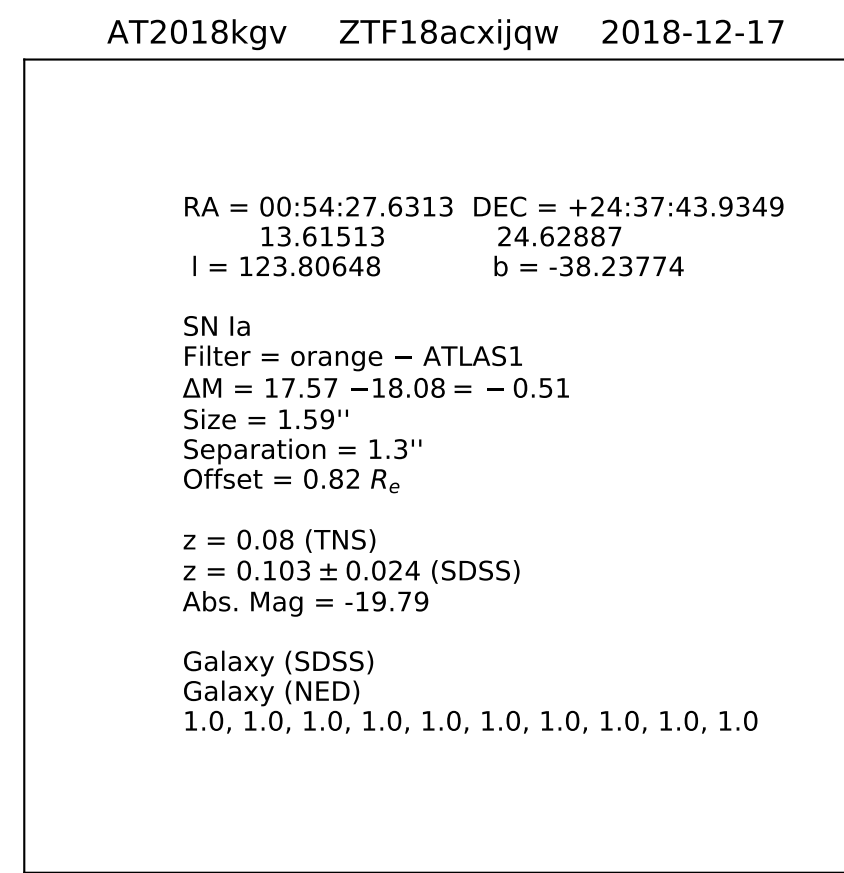 AT2018kgv ZTF18acxijqw 2018-12-17
RA = 00:54:27.6313 DEC = +24:37:43.9349
13.61513 24.62887
l = 123.80648 b = -38.23774
SN Ia
Filter = orange − ATLAS1
ΔM = 17.57 −18.08 = − 0.51
Size = 1.59''
Separation = 1.3''
Offset = 0.82 Re
z = 0.08 (TNS)
z = 0.103 ± 0.024 (SDSS)
Abs. Mag = -19.79
Galaxy (SDSS)
Galaxy (NED)
1.0, 1.0, 1.0, 1.0, 1.0, 1.0, 1.0, 1.0, 1.0, 1.0